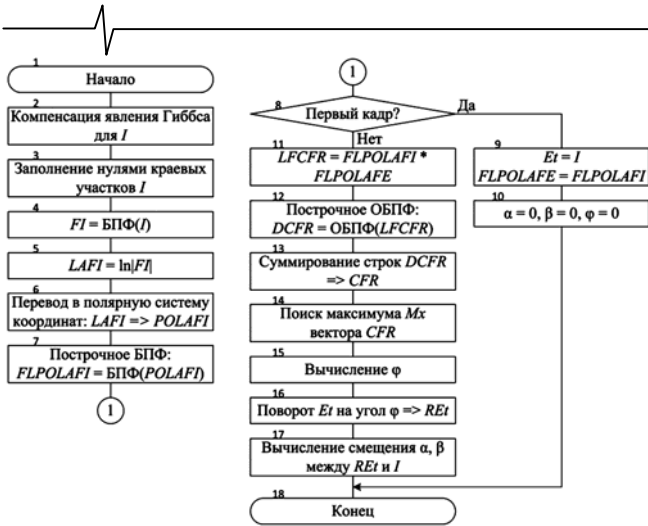 1
Начало
2
Компенсация явления Гиббса
для I
3
Заполнение нулями краевых
участков I
4
FI = БПФ(I)
5
LAFI = ln|FI|
6
Перевод в полярную систему
координат: LAFI => POLAFI
7
Построчное БПФ:
FLPOLAFI = БПФ(POLAFI)
1
1
8
Первый кадр?
Да
Нет
11
LFCFR = FLPOLAFI *
FLPOLAFE
12
Построчное ОБПФ:
DCFR = ОБПФ(LFCFR)
13
Суммирование строк DCFR
=> CFR
14
Поиск максимума Mx
вектора CFR
15
Вычисление φ
16
Поворот Et на угол φ => REt
17
Вычисление смещения α, β
между REt и I
18
Конец
9
Et = I
FLPOLAFE = FLPOLAFI
10
α = 0, β = 0, φ = 0